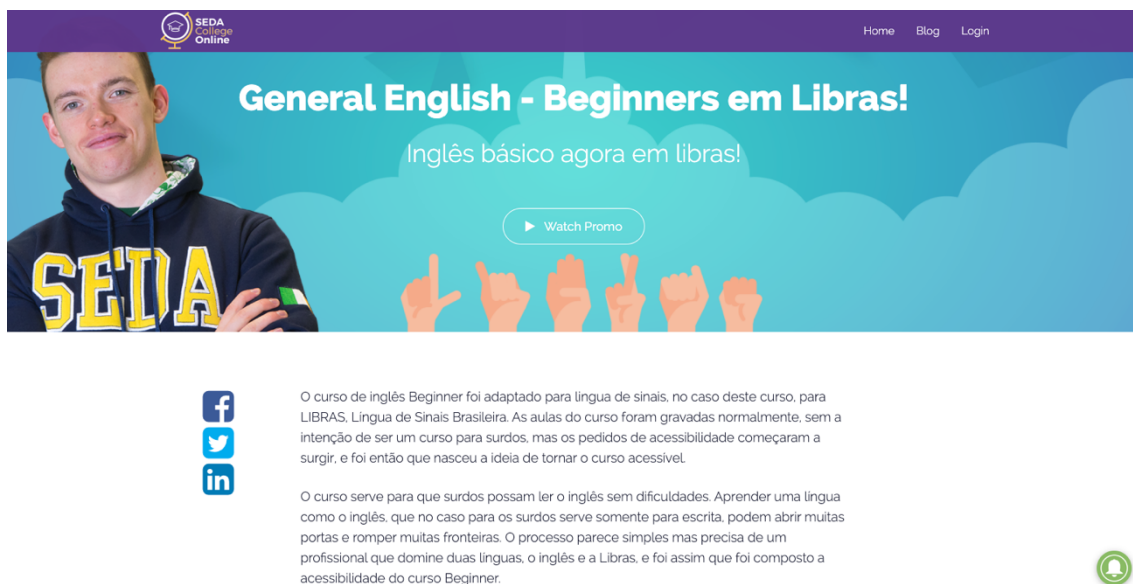 SEDA
College
Online
Home Blog Login
General English - Beginners em Libras!
Inglês básico agora em libras!
Watch Promo
SEDA
O curso de inglês Beginner foi adaptado para lingua de sinais, no caso deste curso, para
LIBRAS, Língua de Sinais Brasileira. As aulas do curso foram gravadas normalmente, sem a
intenção de ser um curso para surdos, mas os pedidos de acessibilidade começaram a
surgir, e foi então que nasceu a ideia de tornar o curso acessível.
O curso serve para que surdos possam ler o inglês sem dificuldades. Aprender uma lingua
como o inglês, que no caso para os surdos serve somente para escrita, podem abrir muitas
portas e romper muitas fronteiras. O processo parece simples mas precisa de um
profissional que domine duas línguas, o inglês e a Libras, e foi assim que foi composto a
acessibilidade do curso Beginner.